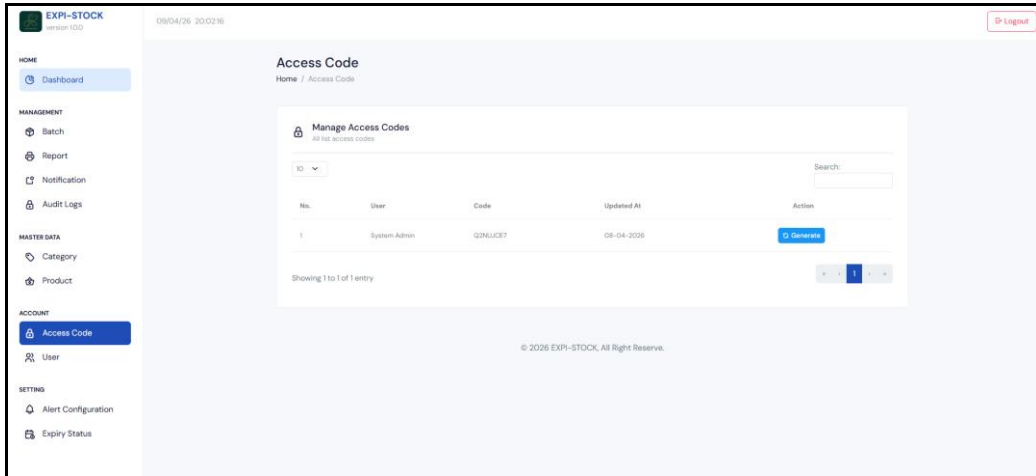 EXPI-STOCK
version 1.0.0
09/04/26 20:02:16
Logout
HOME
Dashboard
MANAGEMENT
Batch
Report
Notification
Audit Logs
MASTER DATA
Category
Product
ACCOUNT
Access Code
User
SETTING
Alert Configuration
Expiry Status
Access Code
Home / Access Code
Manage Access Codes
All list access codes
10
Search:
No. User Code Updated At Action
1 System Admin 08-04-2026 Generate
Showing 1 to 1 of 1 entry
« ‹ 1 › »
© 2026 EXPI-STOCK, All Right Reserve.